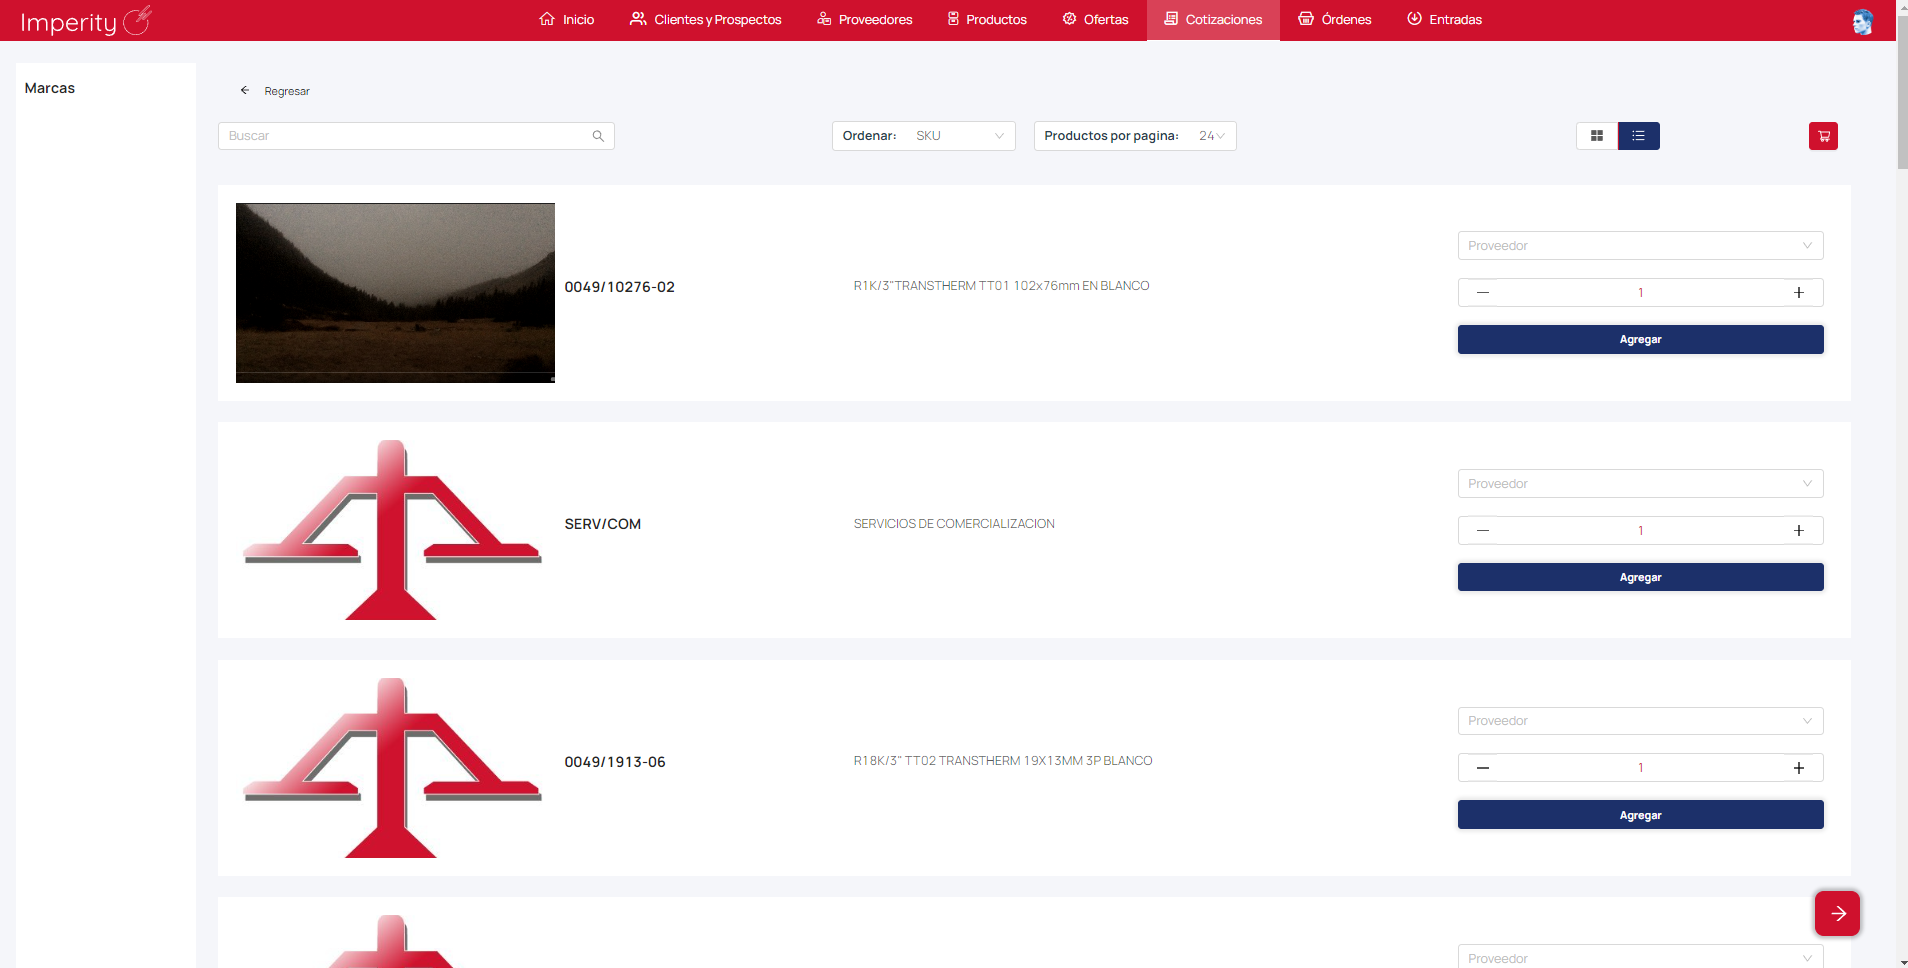 Imperity
Inicio
Clientes y Prospectos
Proveedores
Productos
Ofertas
Cotizaciones
Órdenes
Entradas
Marcas
Regresar
Buscar
Ordenar: SKU
Productos por pagina: 24
0049/10276-02
R1K/3"TRANSTHERM TT01 102x76mm EN BLANCO
Proveedor
1
Agregar
SERV/COM
SERVICIOS DE COMERCIALIZACION
Proveedor
1
Agregar
0049/1913-06
R18K/3" TT02 TRANSTHERM 19X13MM 3P BLANCO
Proveedor
1
Agregar
Proveedor